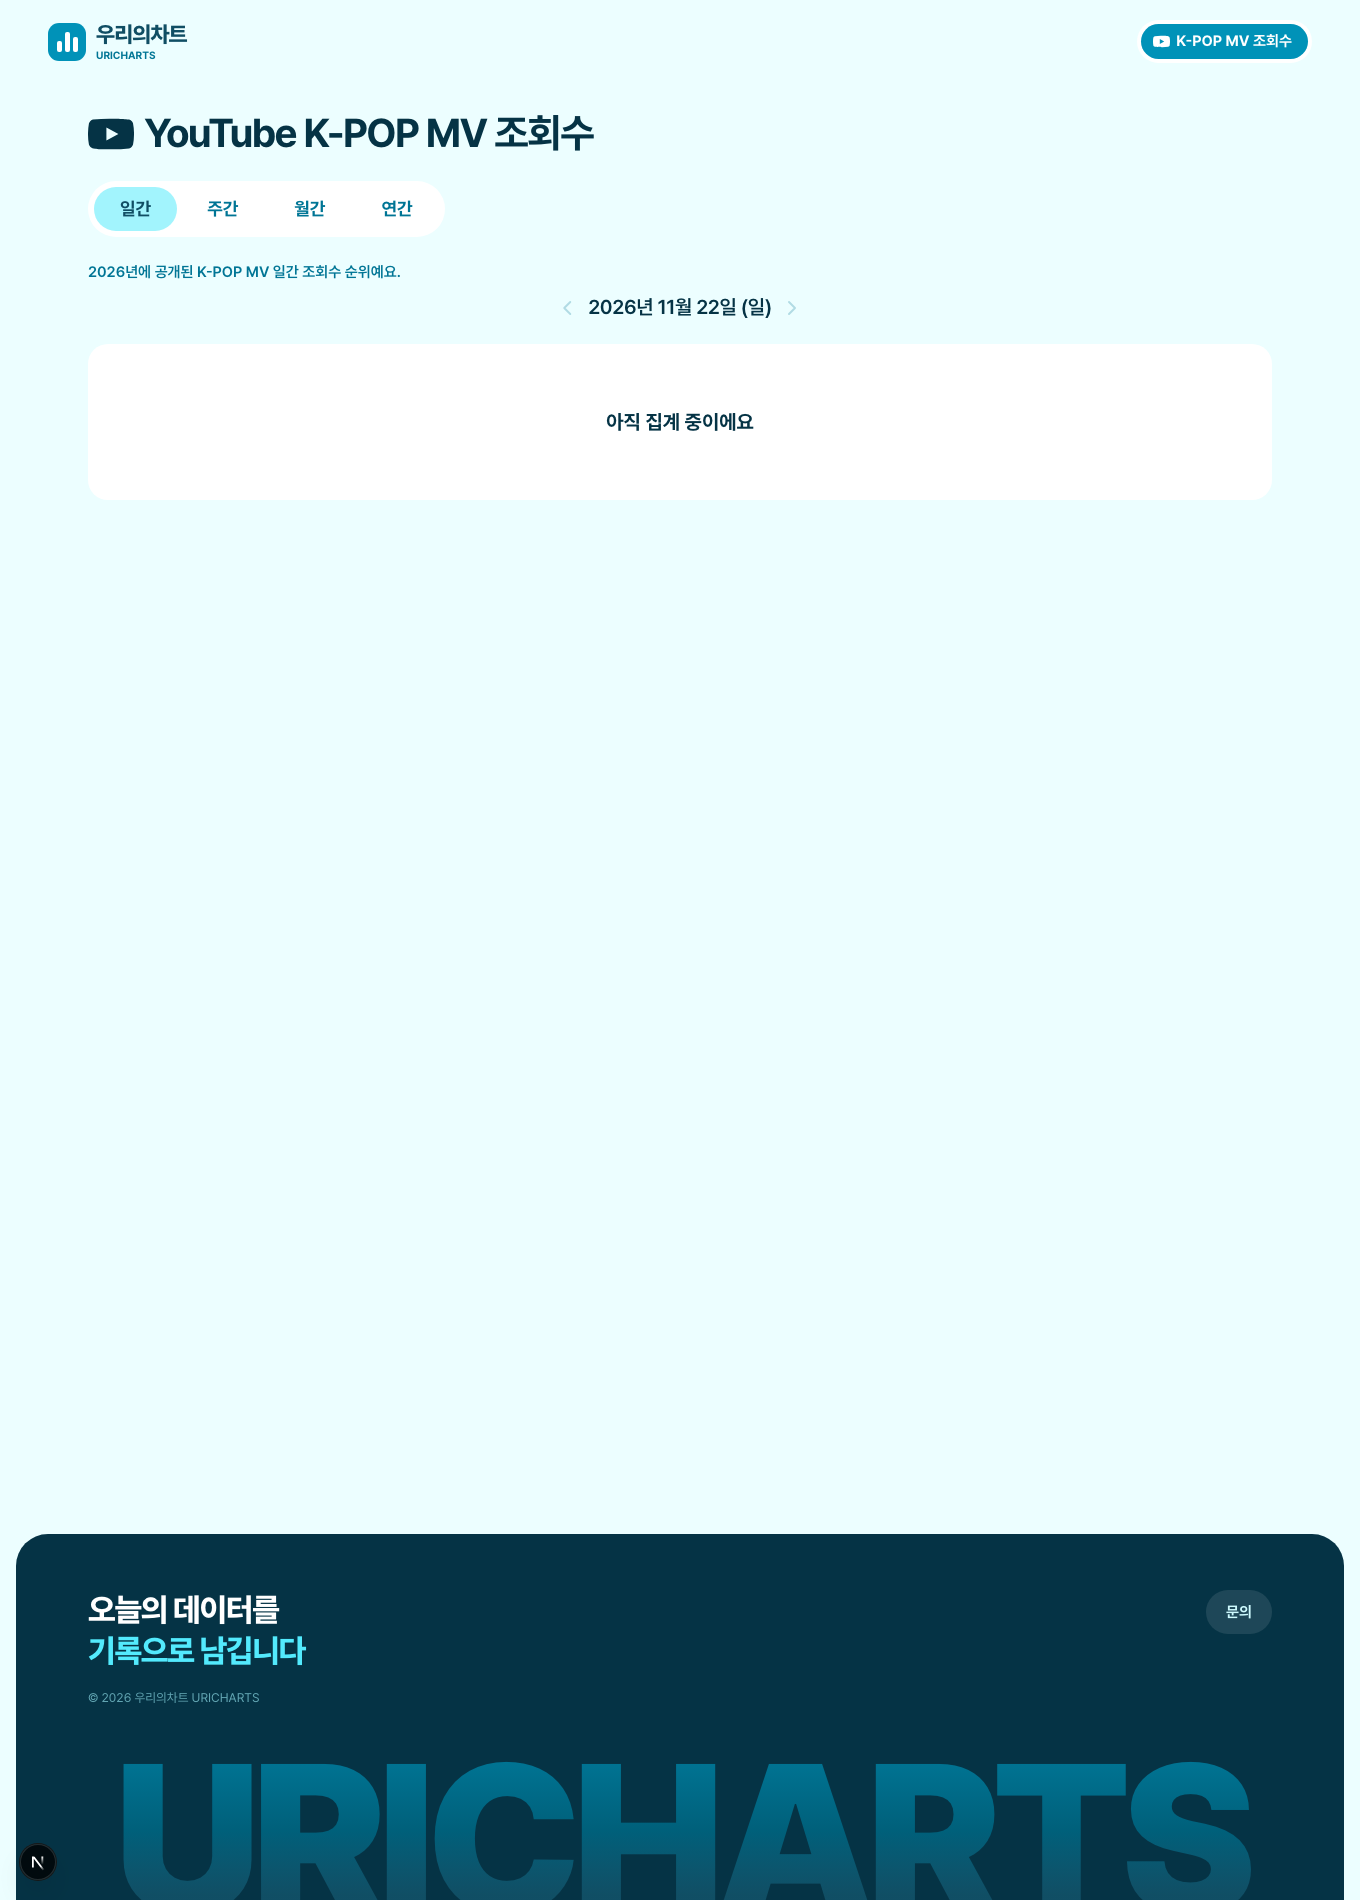 우리의차트
URICHARTS
K-POP MV 조회수
YouTube K-POP MV 조회수
일간
주간
월간
연간
2026년에 공개된 K-POP MV 일간 조회수 순위예요.
2026년 11월 22일 (일)
아직 집계 중이에요
오늘의 데이터를
기록으로 남깁니다
문의
© 2026 우리의차트 URICHARTS
URICHARTS
N